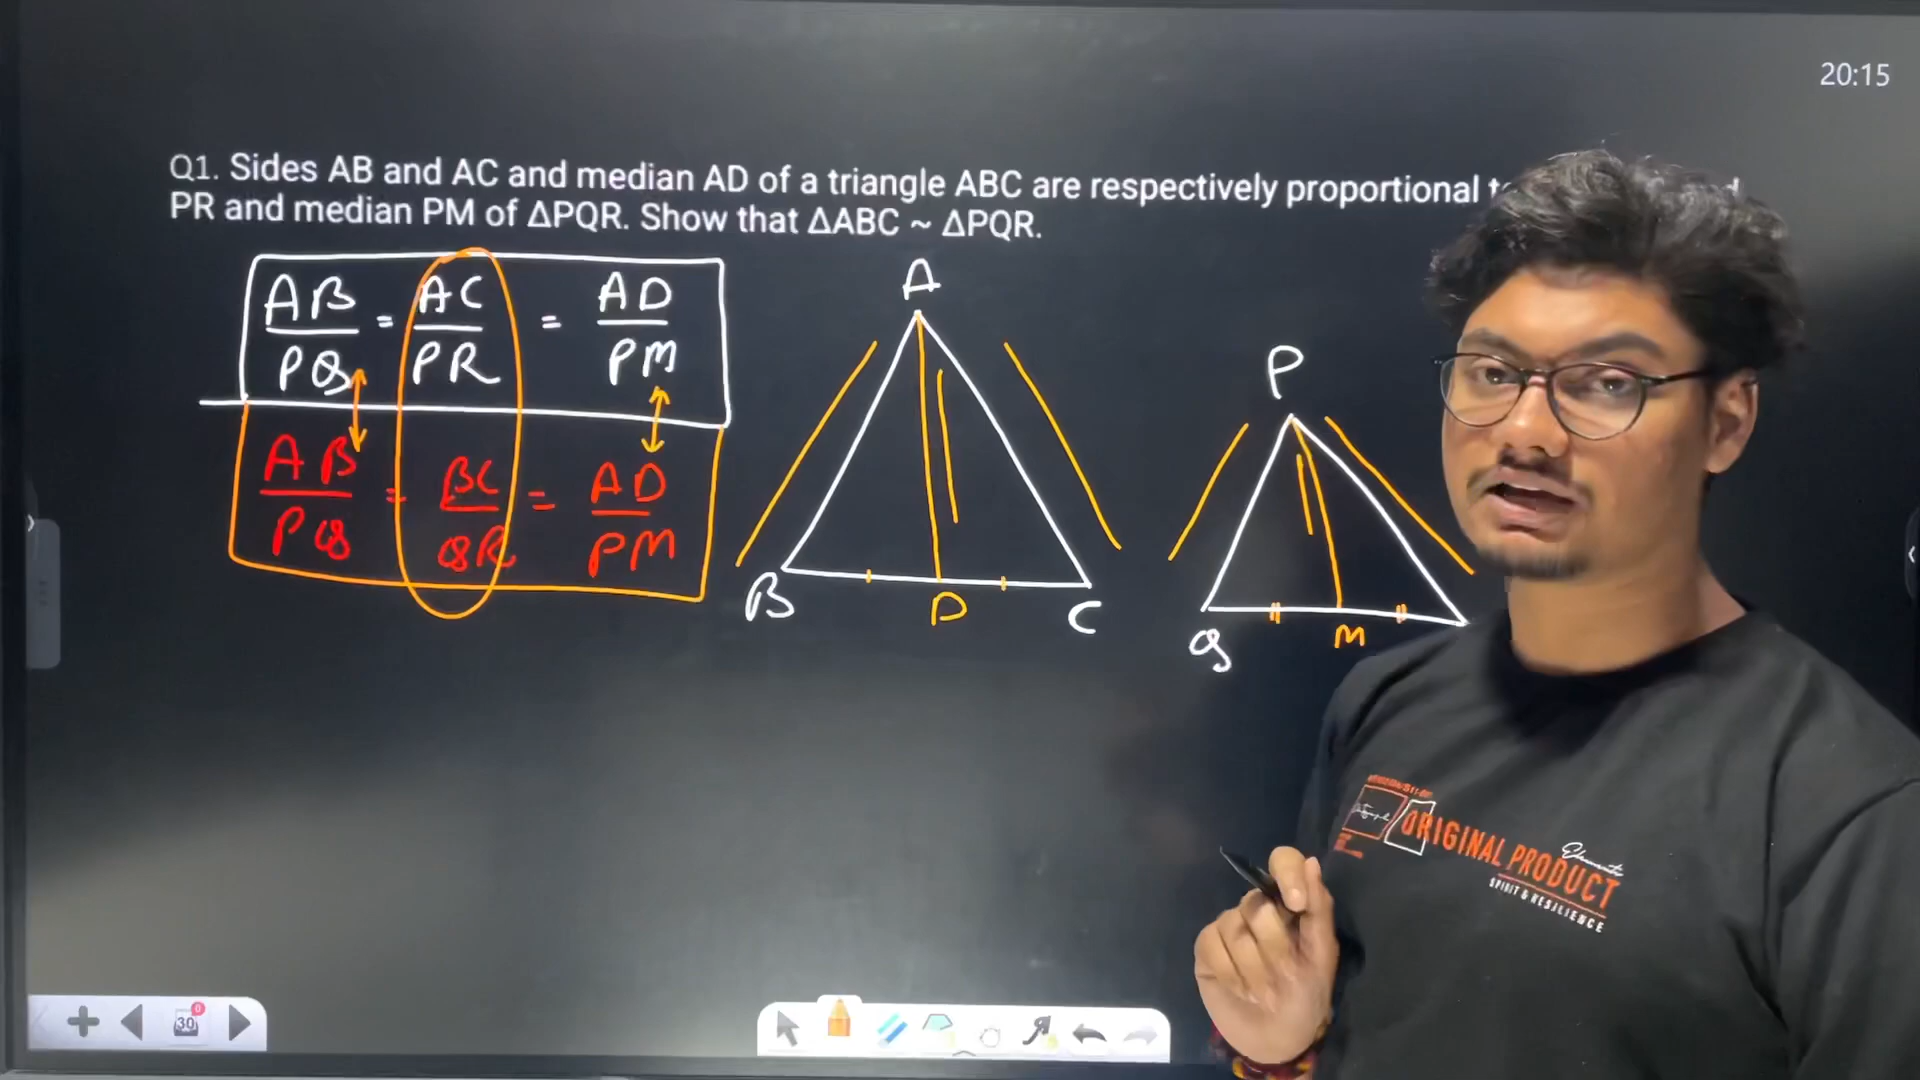 20:15
Q1. Sides AB and AC and median AD of a triangle ABC are respectively proportional
PR and median PM of ΔPQR. Show that ΔABC ~ ΔPQR.
AB/PQ = AC/PR = AD/PM
AB/PQ = BC/QR = AD/PM
A
B
D
C
P
Q
M
ORIGINAL PRODUCT
Elements
SPIRIT & RESILIENCE
30
0